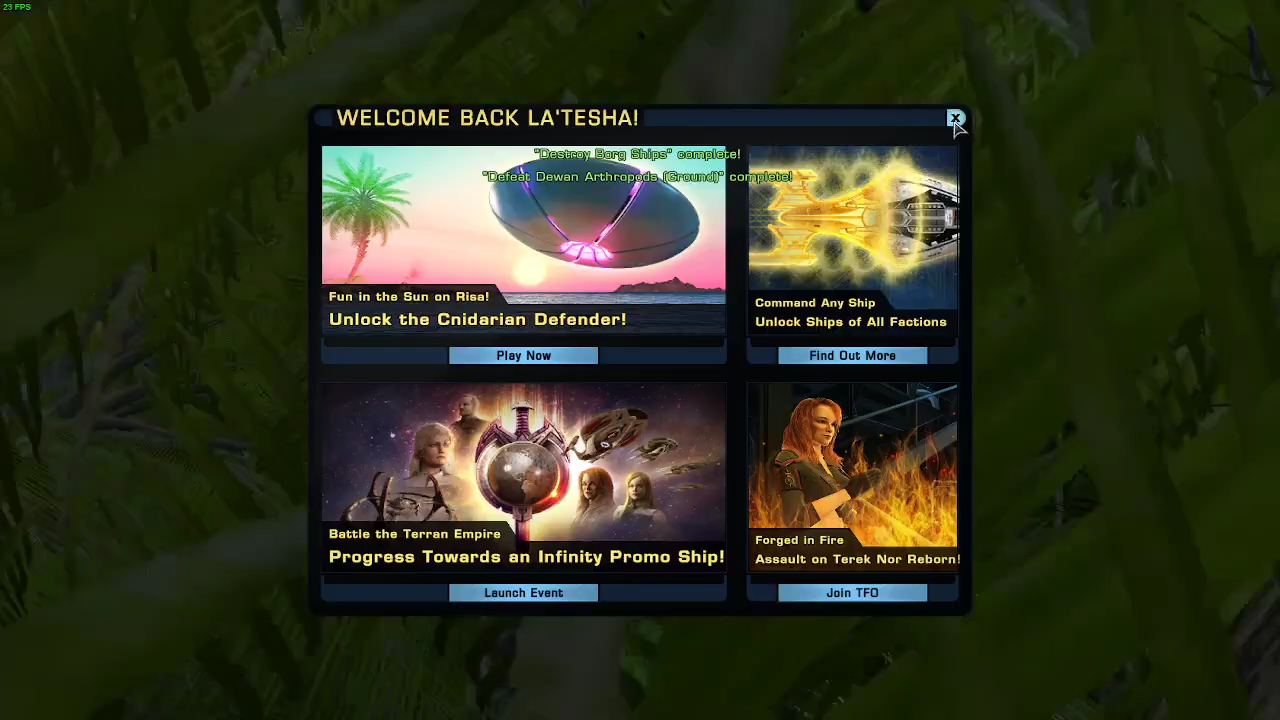 23 FPS
WELCOME BACK LA'TESHA!
X
"Destroy Borg Ships" complete!
"Defeat Dewan Arthropods (Ground)" complete!
Fun in the Sun on Risa!
Unlock the Cnidarian Defender!
Play Now
Command Any Ship
Unlock Ships of All Factions
Find Out More
Battle the Terran Empire
Progress Towards an Infinity Promo Ship!
Launch Event
Forged in Fire
Assault on Terek Nor Reborn!
Join TFO